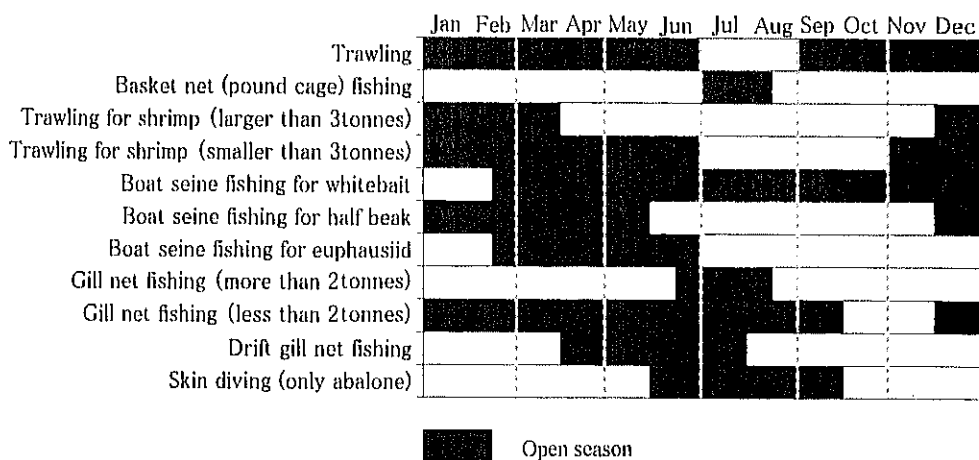 Jan Feb Mar Apr May Jun Jul Aug Sep Oct Nov Dec
Trawling
Basket net (pound cage) fishing
Trawling for shrimp (larger than 3tonnes)
Trawling for shrimp (smaller than 3tonnes)
Boat seine fishing for whitebait
Boat seine fishing for half beak
Boat seine fishing for euphausiid
Gill net fishing (more than 2tonnes)
Gill net fishing (less than 2tonnes)
Drift gill net fishing
Skin diving (only abalone)
Open season